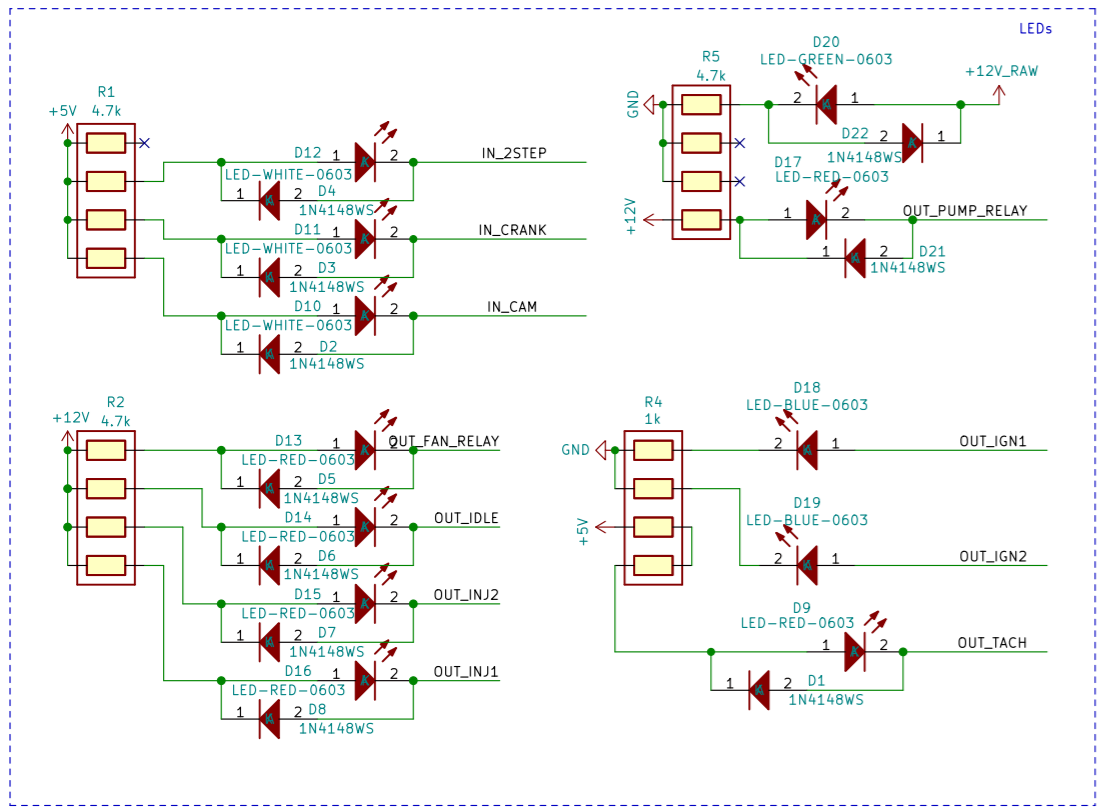 LEDs
R1
4.7k
+5V
D12
1
2
IN_2STEP
LED-WHITE-0603
D4
1
2
1N4148WS
D11
1
2
IN_CRANK
LED-WHITE-0603
D3
1
2
1N4148WS
D10
1
2
IN_CAM
LED-WHITE-0603
D2
1
2
1N4148WS
D20
LED-GREEN-0603
R5
4.7k
+12V_RAW
GND
2
1
D22
2
1
1N4148WS
D17
LED-RED-0603
+12V
1
2
OUT_PUMP_RELAY
1
2
D21
1N4148WS
R2
4.7k
+12V
D13
1
2
OUT_FAN_RELAY
LED-RED-0603
D5
1
2
1N4148WS
D14
1
2
OUT_IDLE
LED-RED-0603
D6
1
2
1N4148WS
D15
1
2
OUT_INJ2
LED-RED-0603
D7
1
2
1N4148WS
D16
1
2
OUT_INJ1
LED-RED-0603
D8
1
2
1N4148WS
D18
LED-BLUE-0603
R4
1k
GND
2
1
OUT_IGN1
D19
LED-BLUE-0603
+5V
2
1
OUT_IGN2
D9
LED-RED-0603
1
2
OUT_TACH
1
2
D1
1N4148WS